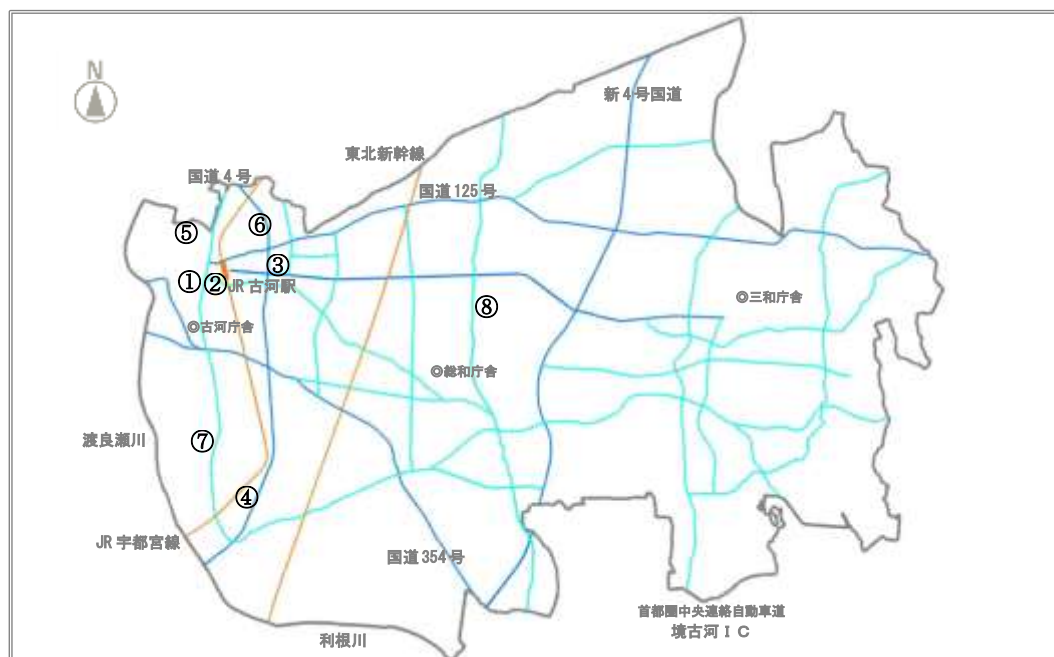 N
新4号国道
東北新幹線
国道4号
国道125号
⑤
⑥
③
①
②
JR古河駅
◎三和庁舎
⑧
◎古河庁舎
◎総和庁舎
渡良瀬川
⑦
④
JR宇都宮線
国道354号
首都圏中央連絡自動車道
境古河IC
利根川